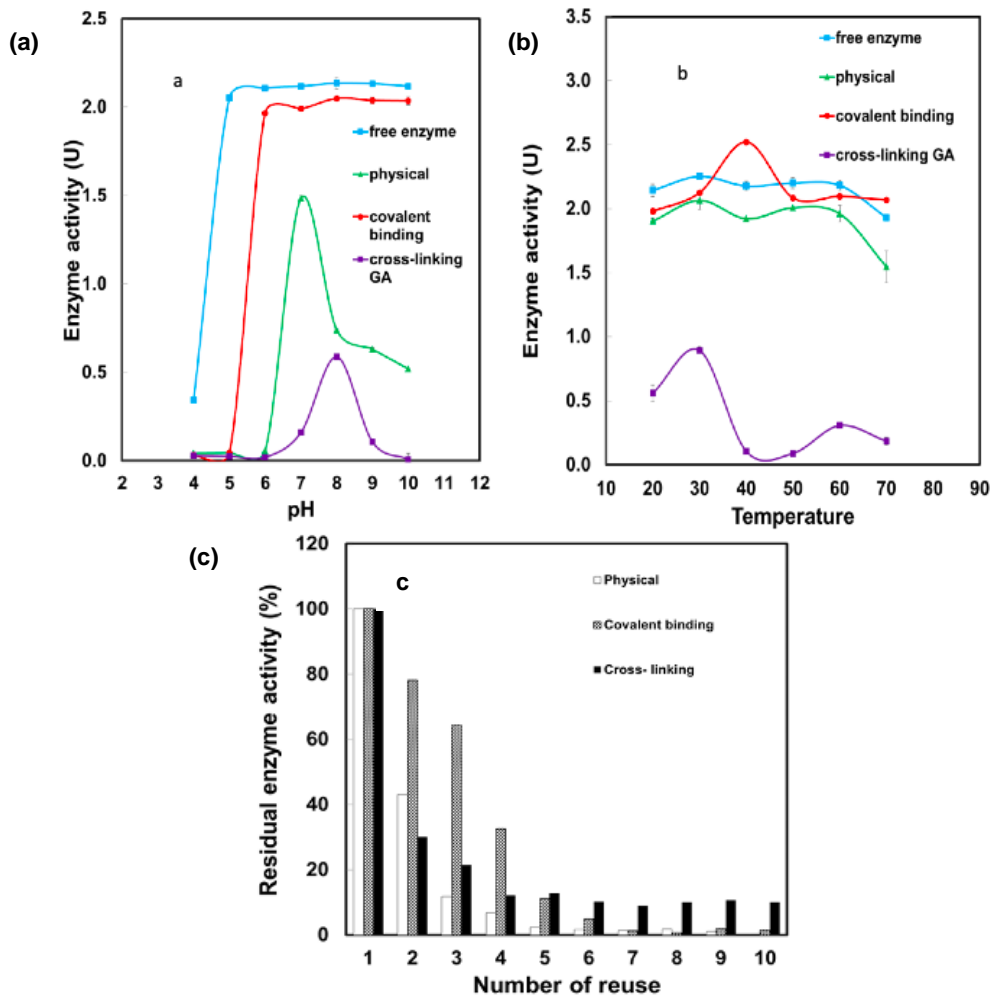 (a)
a
Enzyme activity (U)
2.5
2.0
1.5
1.0
0.5
0.0
2 3 4 5 6 7 8 9 10 11 12
pH
free enzyme
physical
covalent
binding
cross-linking
GA
(b)
b
Enzyme activity (U)
3.5
3.0
2.5
2.0
1.5
1.0
0.5
0.0
10 20 30 40 50 60 70 80 90
Temperature
free enzyme
physical
covalent binding
cross-linking GA
(c)
c
Residual enzyme activity (%)
120
100
80
60
40
20
0
1 2 3 4 5 6 7 8 9 10
Number of reuse
Physical
Covalent binding
Cross- linking